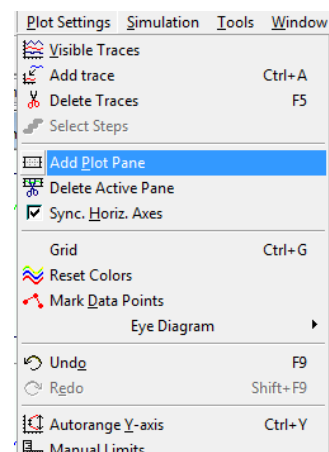 Plot Settings Simulation Tools Window
Visible Traces
Add trace Ctrl+A
Delete Traces F5
Select Steps
Add Plot Pane
Delete Active Pane
Sync. Horiz. Axes
Grid Ctrl+G
Reset Colors
Mark Data Points
Eye Diagram
Undo F9
Redo Shift+F9
Autorange Y-axis Ctrl+Y
Manual Limits